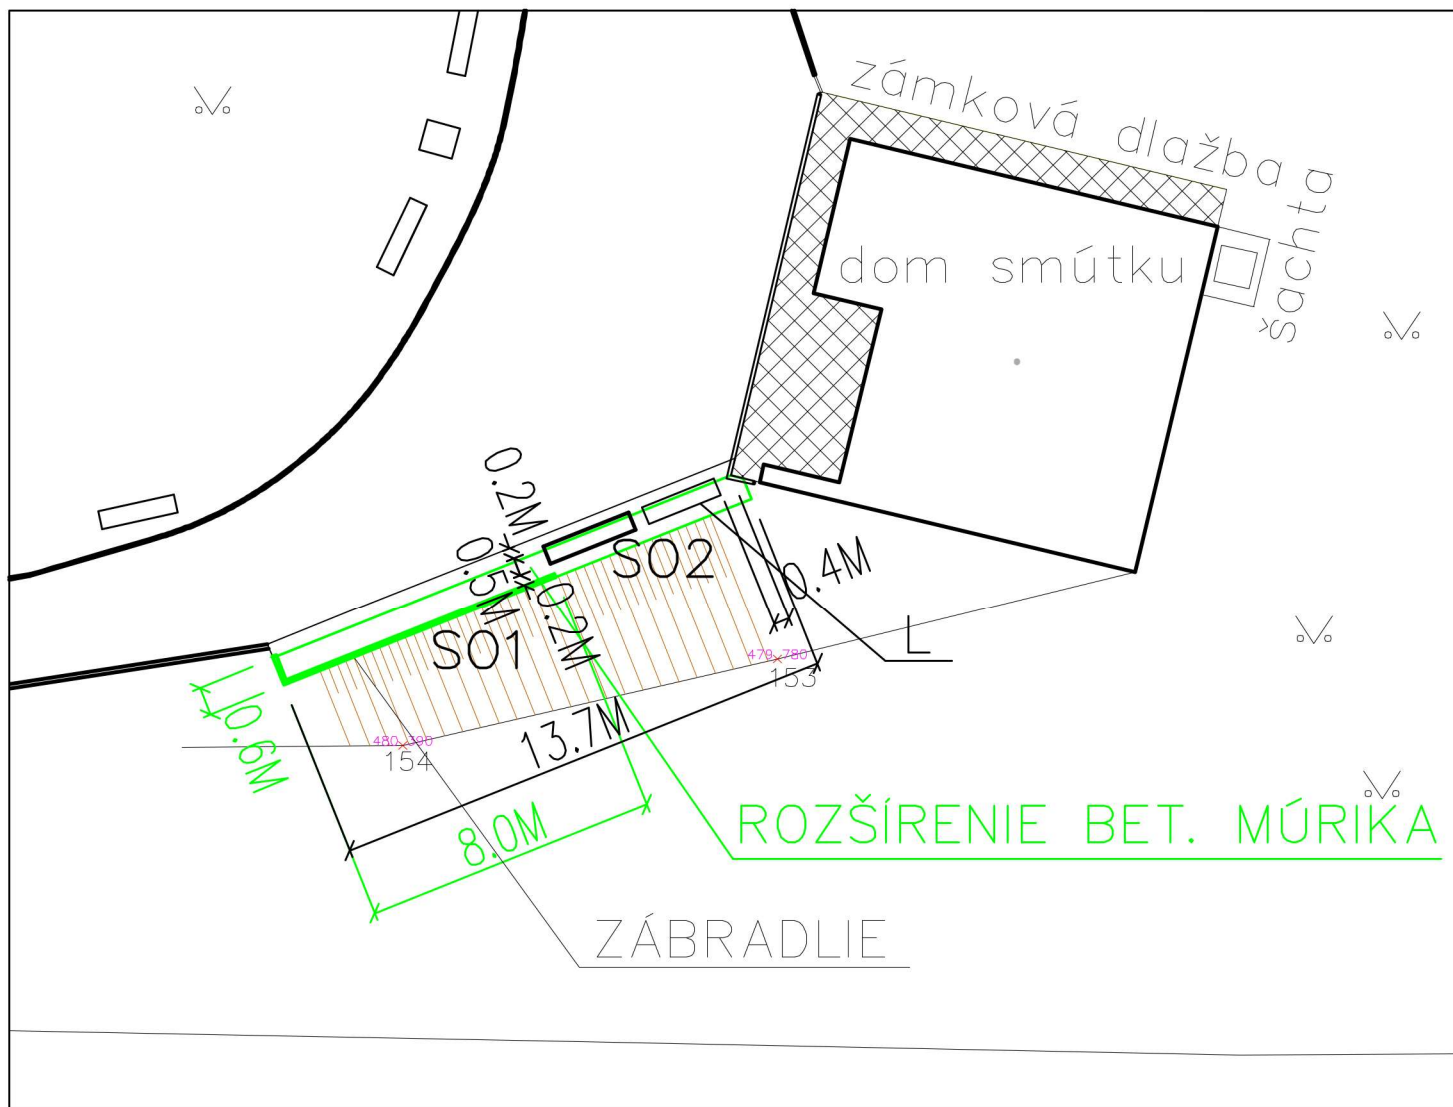 zámková dlažba
šachta
dom smútku
0.2M
0.5M
0.2M
SO2
SO1
0.4M
L
479.780
153
480.390
154
13.7M
0.6M
8.0M
ROZŠÍRENIE BET. MÚRIKA
ZÁBRADLIE